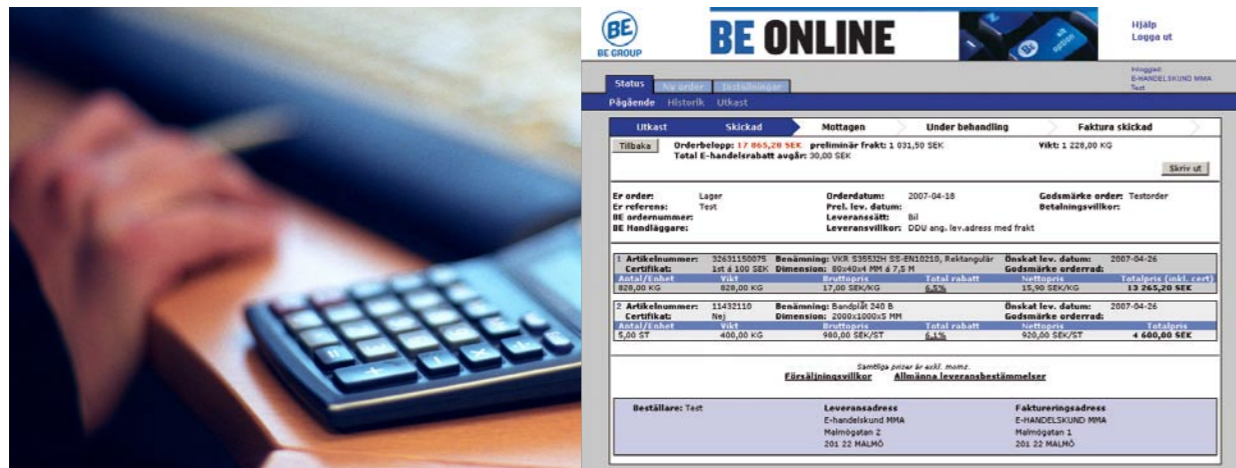 BE
BE GROUP
BE ONLINE
Be
alt
option
Hjälp
Logga ut
Inloggad:
E-HANDELSKUND MMA
Test
Status Ny order Inställningar
Pågående Historik Utkast
Utkast Skickad Mottagen Under behandling Faktura skickad
Tillbaka Orderbelopp: 17 865,20 SEK preliminär frakt: 1 031,50 SEK Vikt: 1 228,00 KG
Total E-handelsrabatt avgår: 30,00 SEK
Skriv ut
Er order: Lager Orderdatum: 2007-04-18 Godsmärke order: Testorder
Er referens: Test Prel. lev. datum: Betalningsvillkor:
BE ordernummer: Leveranssätt: Bil
BE Handläggare: Leveransvillkor: DDU ang. lev.adress med frakt
1 Artikelnummer: 32631150075 Benämning: VKR S355J2H SS-EN10210, Rektangulär Önskat lev. datum: 2007-04-26
Certifikat: 1st á 100 SEK Dimension: 80x40x4 MM á 7,5 M Godsmärke orderrad:
Antal/Enhet Vikt Bruttopris Total rabatt Nettopris Totalpris (inkl. cert)
828,00 KG 828,00 KG 17,00 SEK/KG 6,5% 15,90 SEK/KG 13 265,20 SEK
2 Artikelnummer: 11432110 Benämning: Bandplåt 240 B Önskat lev. datum: 2007-04-26
Certifikat: Nej Dimension: 2000x1000x5 MM Godsmärke orderrad:
Antal/Enhet Vikt Bruttopris Total rabatt Nettopris Totalpris
5,00 ST 400,00 KG 980,00 SEK/ST 6,1% 920,00 SEK/ST 4 600,00 SEK
Samtliga priser är exkl. moms.
Försäljningsvillkor Allmänna leveransbestämmelser
Beställare: Test Leveransadress Faktureringsadress
E-handelskund MMA E-HANDELSKUND MMA
Malmögatan 2 Malmögatan 1
201 22 MALMÖ 201 22 MALMÖ